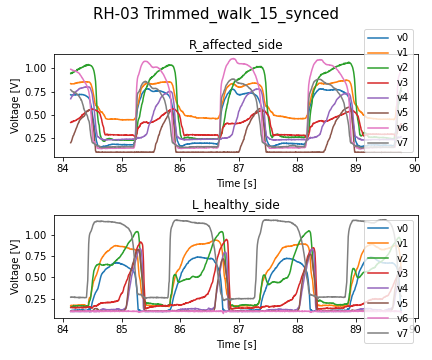 RH-03 Trimmed_walk_15_synced
R_affected_side
Voltage [V]
1.00
0.75
0.50
0.25
84
85
86
87
88
89
90
Time [s]
v0
v1
v2
v3
v4
v5
v6
v7
L_healthy_side
Voltage [V]
1.00
0.75
0.50
0.25
84
85
86
87
88
89
90
Time [s]
v0
v1
v2
v3
v4
v5
v6
v7